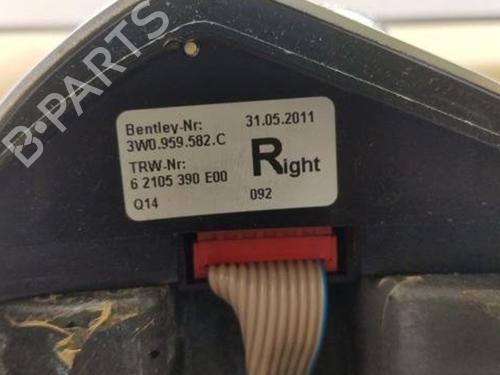 B-PARTS
Bentley-Nr: 31.05.2011
3W0.959.582.C
TRW-Nr: Right
6 2105 390 E00
Q14 092